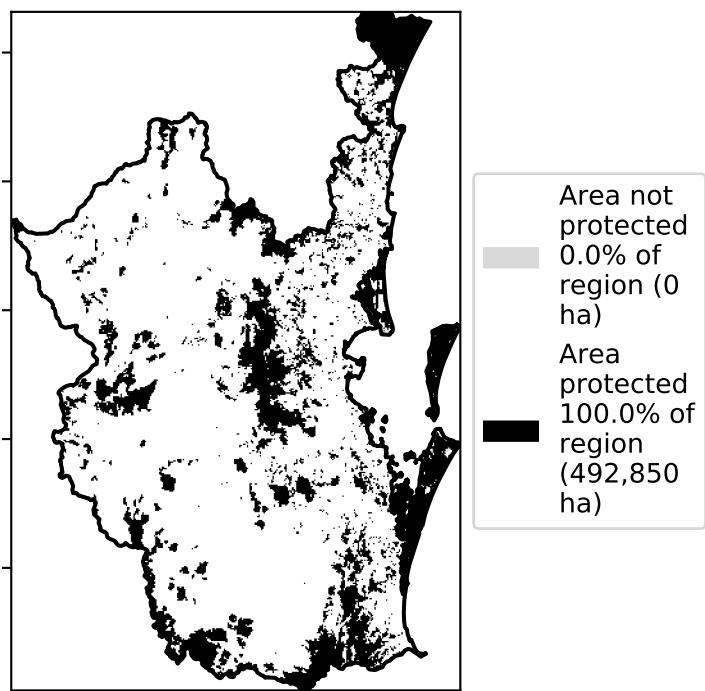 Area not
protected
0.0% of
region (0
ha)
Area
protected
100.0% of
region
(492,850
ha)